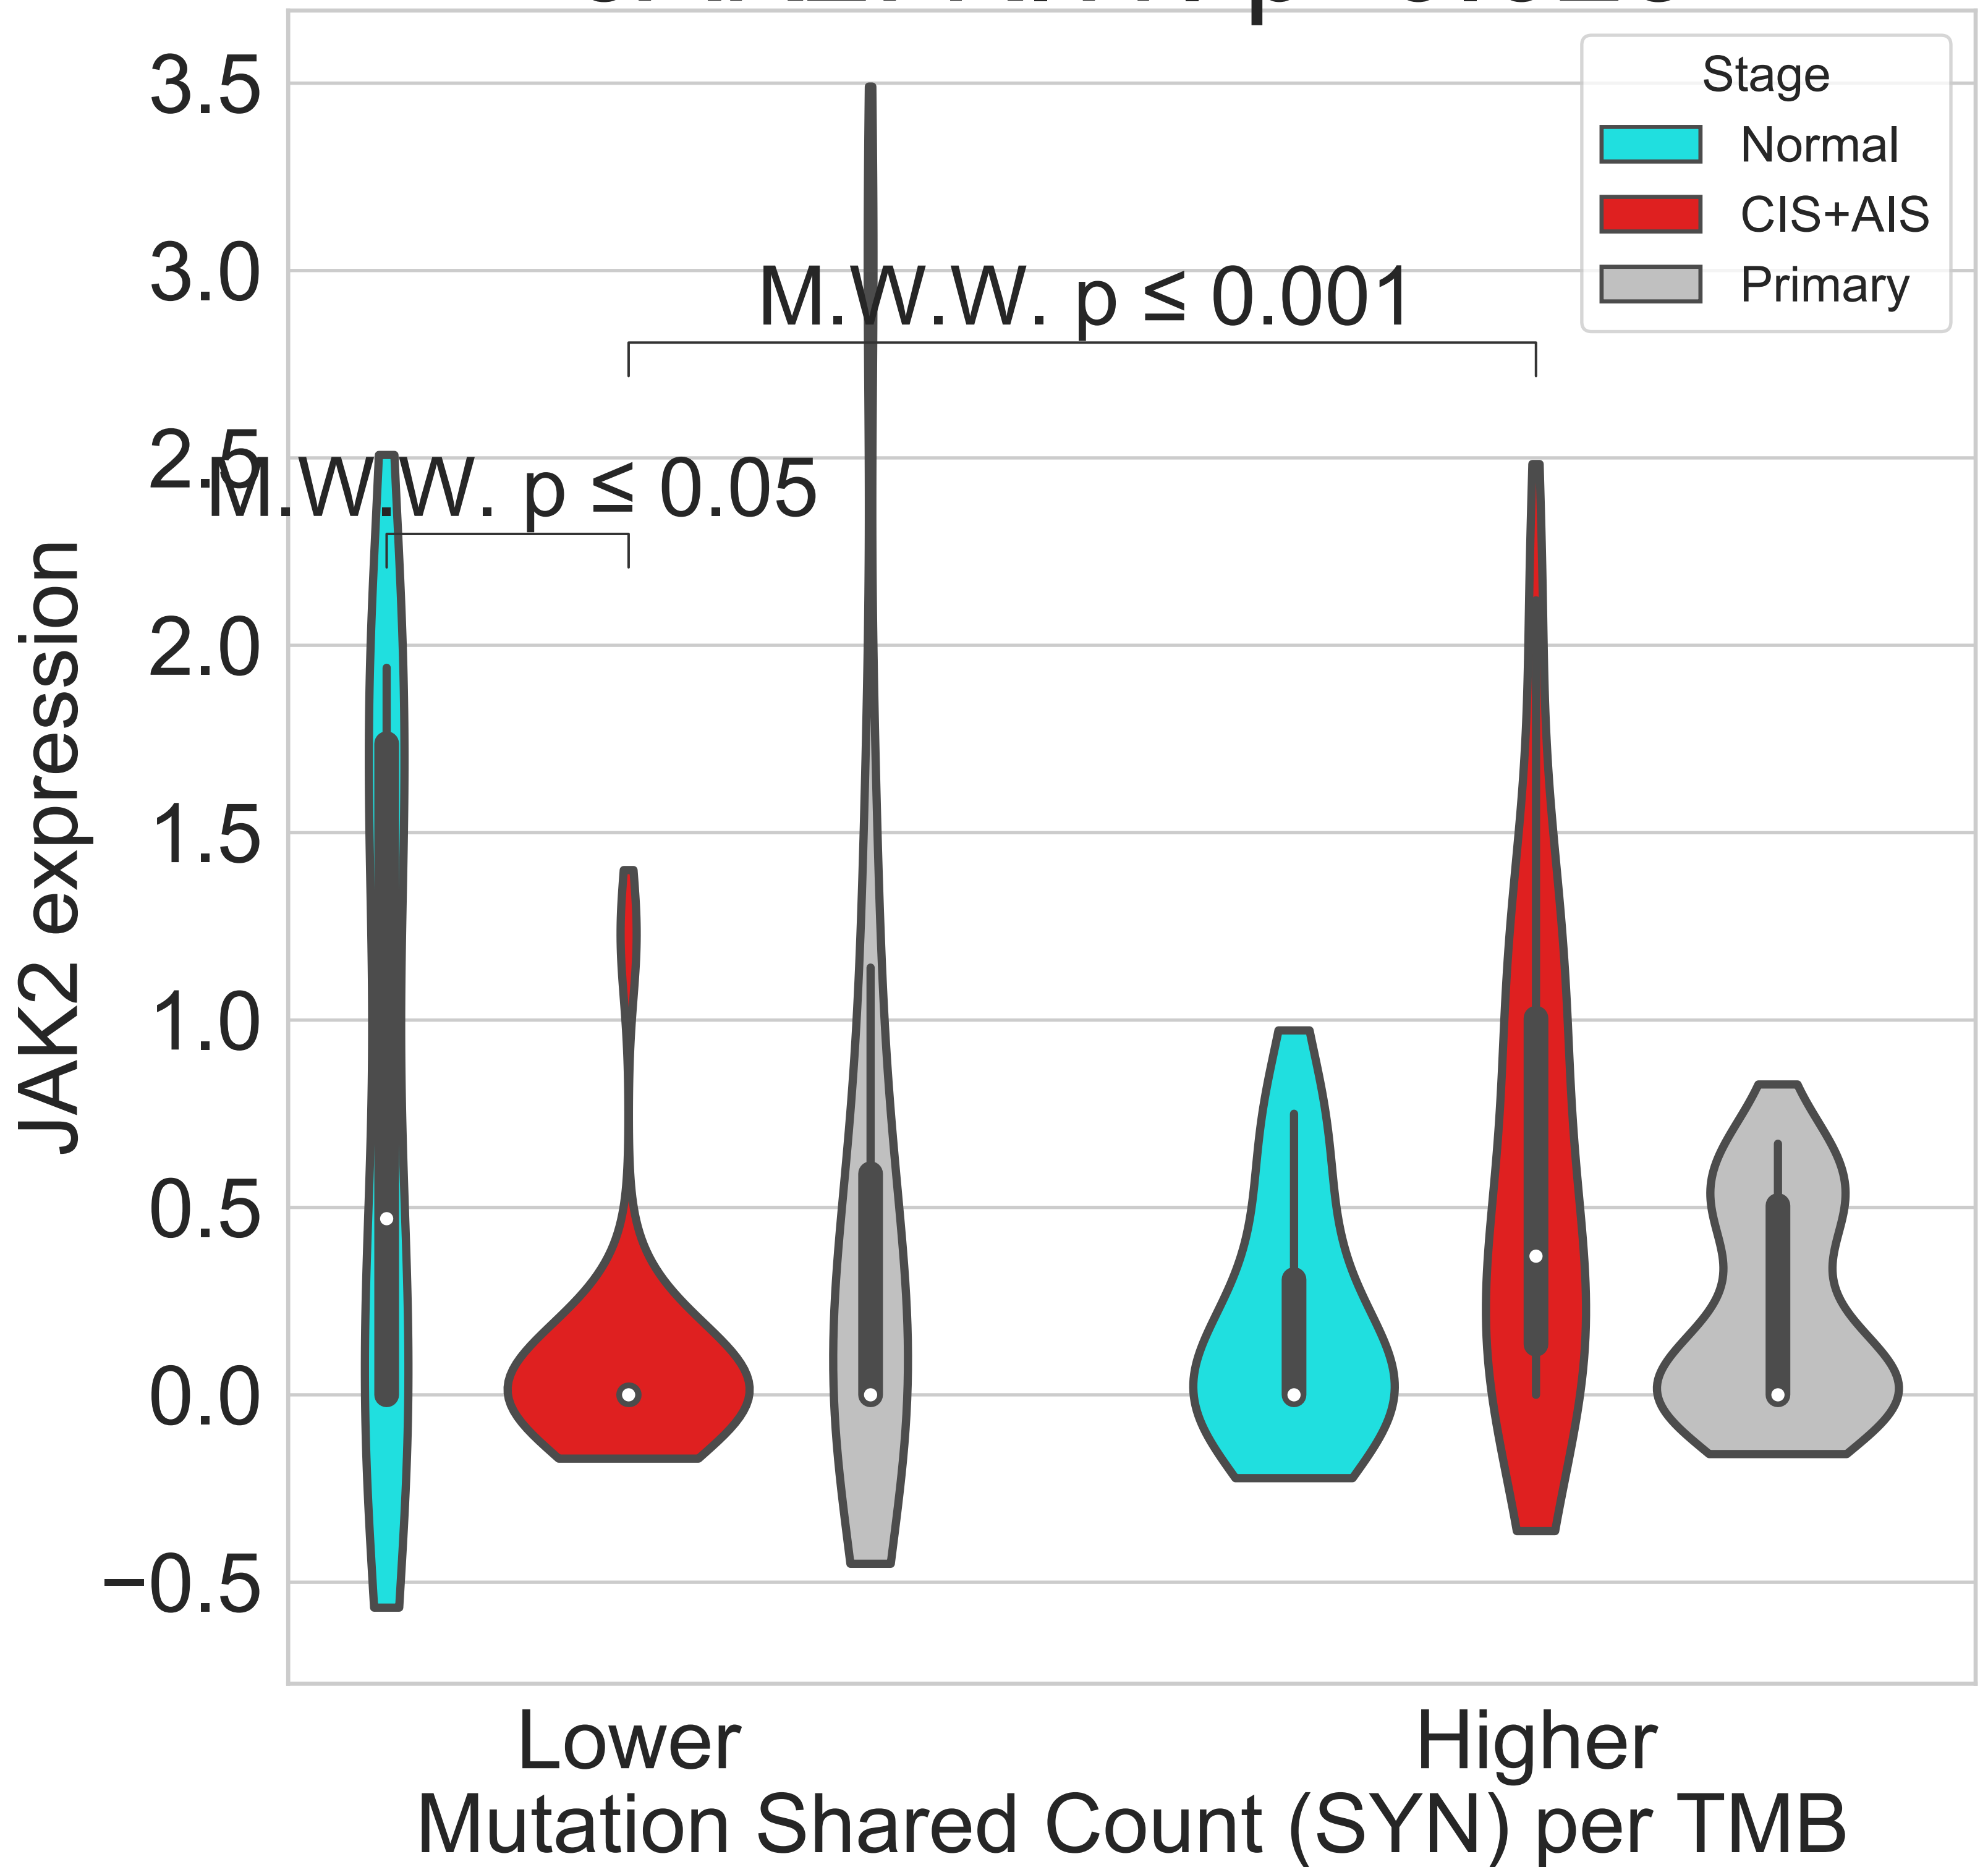 Stage
Normal
CIS+AIS
Primary
3.5
3.0
2.5
2.0
1.5
1.0
0.5
0.0
−0.5
M.W.W. p ≤ 0.001
M.W.W. p ≤ 0.05
JAK2 expression
Lower
Higher
Mutation Shared Count (SYN) per TMB